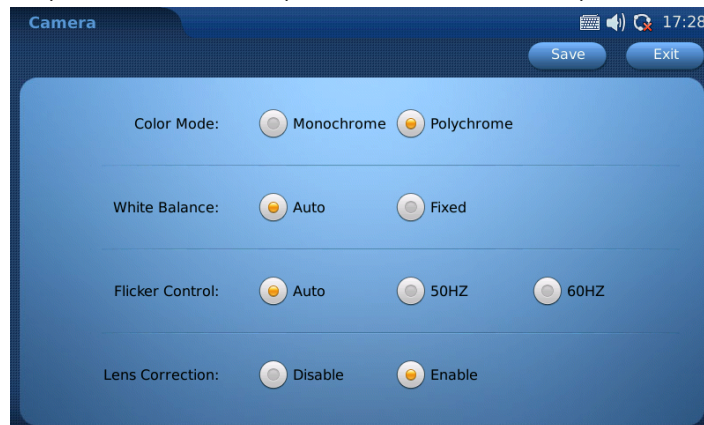 Camera 17:28
Save Exit
Color Mode: Monochrome Polychrome
White Balance: Auto Fixed
Flicker Control: Auto 50HZ 60HZ
Lens Correction: Disable Enable